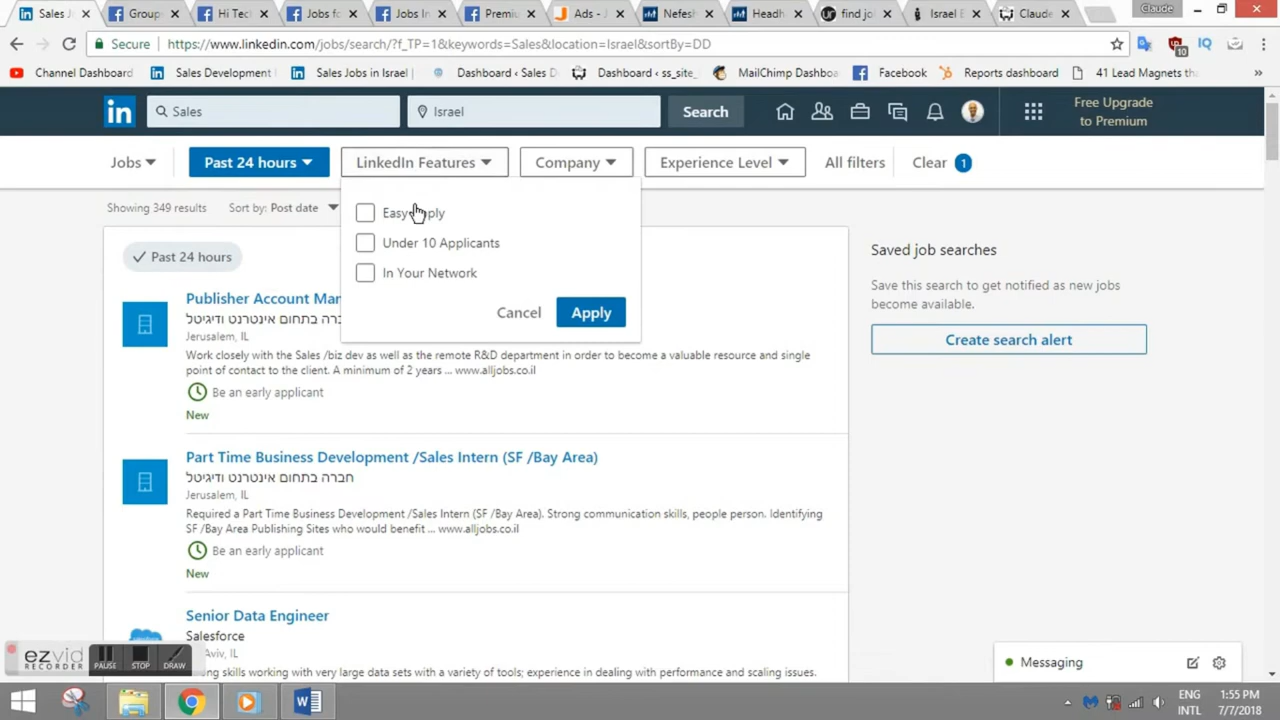 Sales J
Group
Hi Tech
Jobs fo
Jobs In
Premiu
Ads -
Nefesh
Headh
find jo
Israel E
Claude
Claude
Secure
https://www.linkedin.com/jobs/search/?f_TP=1&keywords=Sales&location=Israel&sortBy=DD
10
IQ
Channel Dashboard
Sales Development
Sales Jobs in Israel |
Dashboard ‹ Sales D
Dashboard ‹ ss_site_
MailChimp Dashboa
Facebook
Reports dashboard
41 Lead Magnets tha
»
in
Sales
Israel
Search
Free Upgrade
to Premium
Jobs
Past 24 hours
LinkedIn Features
Company
Experience Level
All filters
Clear 1
Showing 349 results
Sort by: Post date
Easy
Under 10 Applicants
In Your Network
Cancel
Apply
Past 24 hours
Publisher Account Man
ברה בתחום אינטרנט ודיגיטל
Jerusalem, IL
Work closely with the Sales /biz dev as well as the remote R&D department in order to become a valuable resource and single
point of contact to the client. A minimum of 2 years ... www.alljobs.co.il
Be an early applicant
New
Part Time Business Development /Sales Intern (SF /Bay Area)
חברה בתחום אינטרנט ודיגיטל
Jerusalem, IL
Required a Part Time Business Development /Sales Intern (SF /Bay Area). Strong communication skills, people person. Identifying
SF /Bay Area Publishing Sites who would benefit ... www.alljobs.co.il
Be an early applicant
New
Senior Data Engineer
Salesforce
Aviv, IL
ng skills working with very large data sets with a variety of tools; experience in dealing with performance and scaling issues.
Saved job searches
Save this search to get notified as new jobs
become available.
Create search alert
Messaging
ezvid
RECORDER
PAUSE
STOP
DRAW
ENG
INTL
1:55 PM
7/7/2018